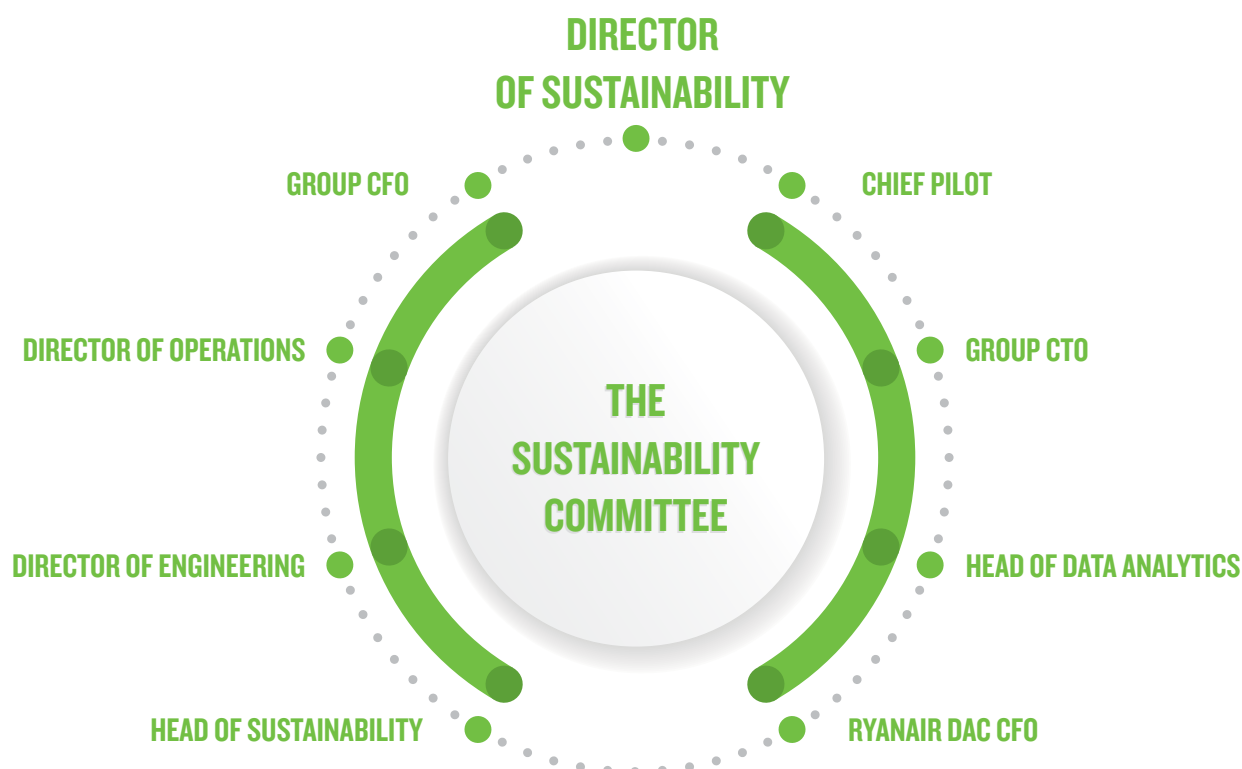 DIRECTOR
OF SUSTAINABILITY
GROUP CFO
CHIEF PILOT
DIRECTOR OF OPERATIONS
GROUP CTO
THE
SUSTAINABILITY
COMMITTEE
DIRECTOR OF ENGINEERING
HEAD OF DATA ANALYTICS
HEAD OF SUSTAINABILITY
RYANAIR DAC CFO